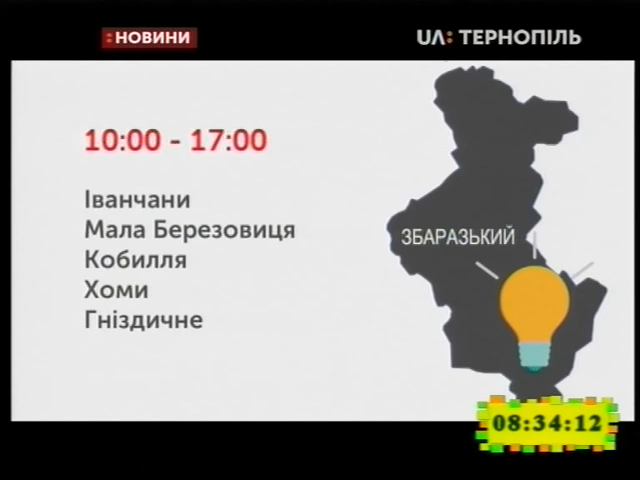 :НОВИНИ
UA: ТЕРНОПІЛЬ
10:00 - 17:00
Іванчани
Мала Березовиця
Кобилля
Хоми
Гніздичне
ЗБАРАЗЬКИЙ
08:34:12